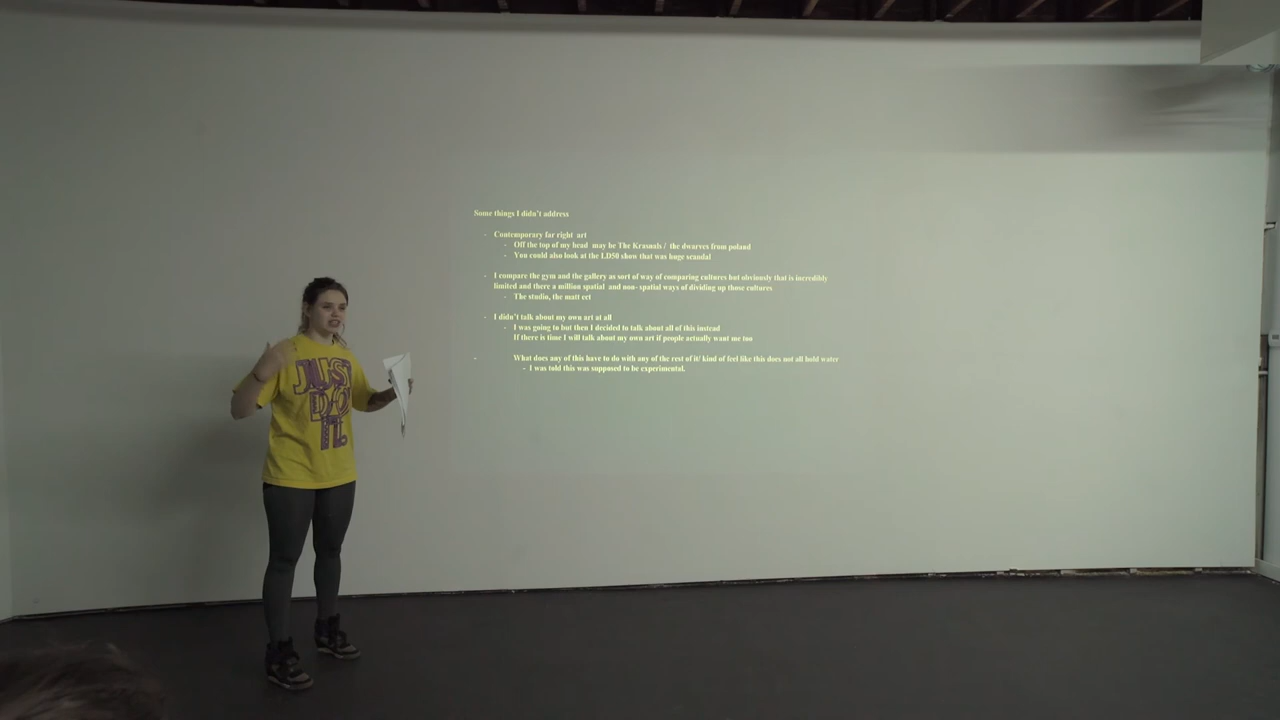 Some things I didn't address
- Contemporary far right art
- Off the top of my head may be The Krasnals / the dwarves from poland
- You could also look at the LD50 show that was huge scandal
- I compare the gym and the gallery as sort of way of comparing cultures but obviously that is incredibly
limited and there a million spatial and non- spatial ways of dividing up those cultures
- The studio, the matt ect
- I didn't talk about my own art at all
- I was going to but then I decided to talk about all of this instead
If there is time I will talk about my own art if people actually want me too
- What does any of this have to do with any of the rest of it/ kind of feel like this does not all hold water
- I was told this was supposed to be experimental.
JUST
DO
IT.